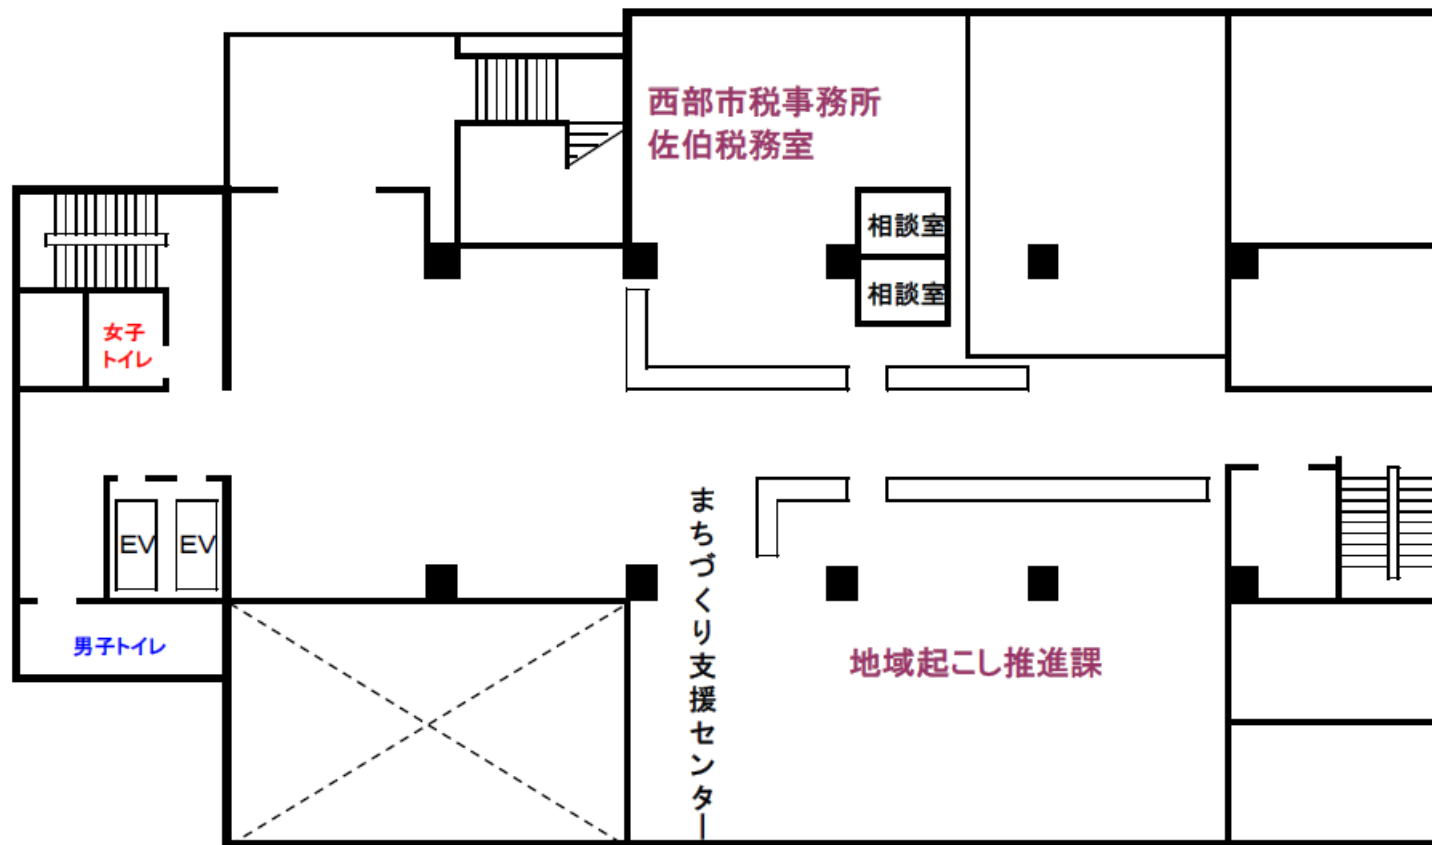 西部市税事務所
佐伯税務室
相談室
相談室
女子
トイレ
EV
EV
まちづくり支援センター
男子トイレ
地域起こし推進課